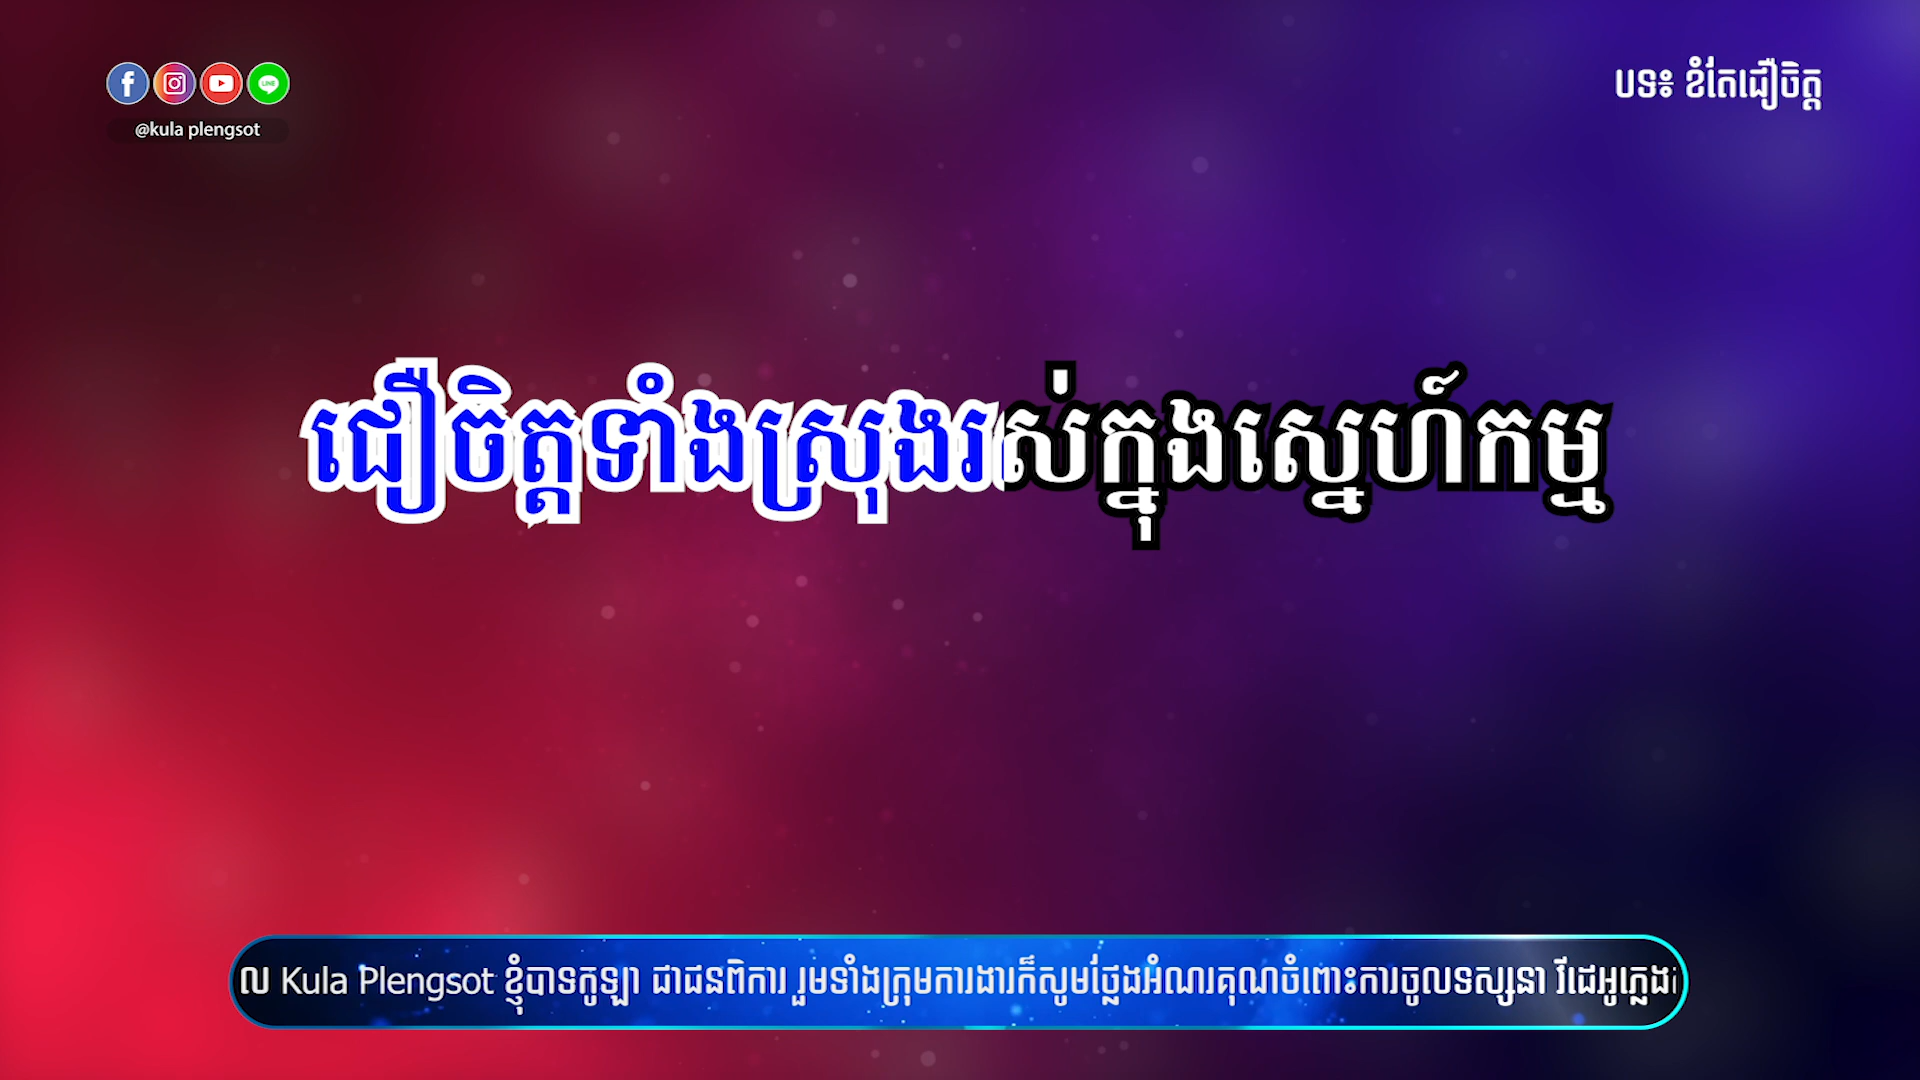 @kula plengsot
បទ៖ ខំតែជឿចិត្ត
ជឿចិត្តទាំងស្រុងរស់ក្នុងស្នេហ៍កម្ម
ល Kula Plengsot ខ្ញុំបាទកូឡា ជាជនពិការ រួមទាំងក្រុមការងារក៏សូមថ្លែងអំណរគុណចំពោះការចូលទស្សនា វីដេអូភ្លេង